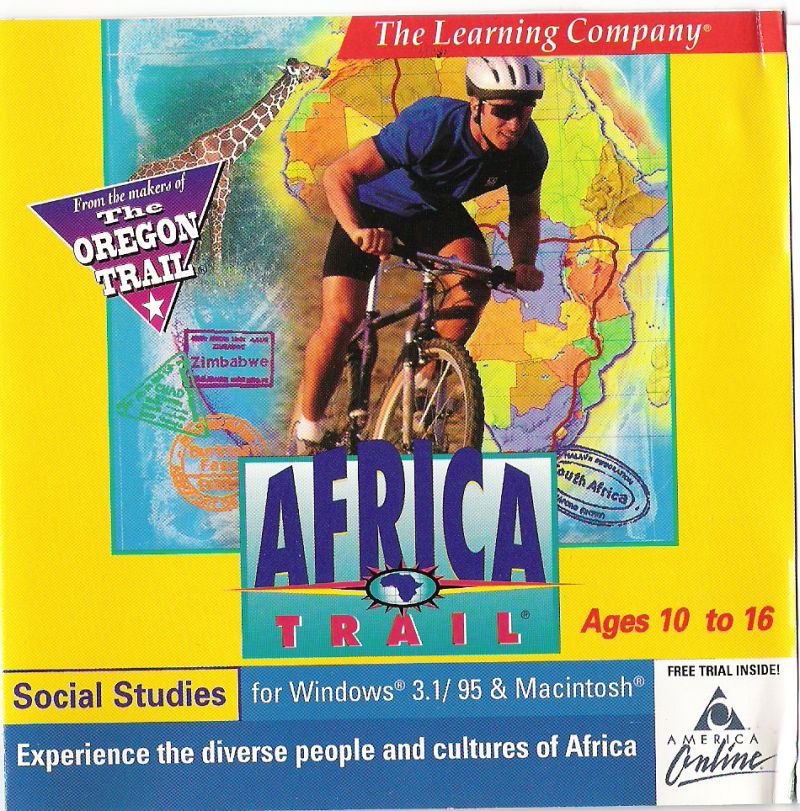 The Learning Company®
From the makers of
The
OREGON
TRAIL®
Zimbabwe
Burkina
Faso
South Africa
AFRICA
TRAIL®
Ages 10 to 16
Social Studies
for Windows® 3.1/ 95 & Macintosh®
FREE TRIAL INSIDE!
AMERICA
Online
Experience the diverse people and cultures of Africa